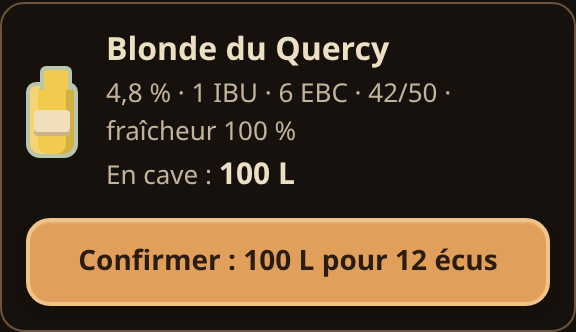 Blonde du Quercy
4,8 % · 1 IBU · 6 EBC · 42/50 ·
fraîcheur 100 %
En cave : 100 L
Confirmer : 100 L pour 12 écus